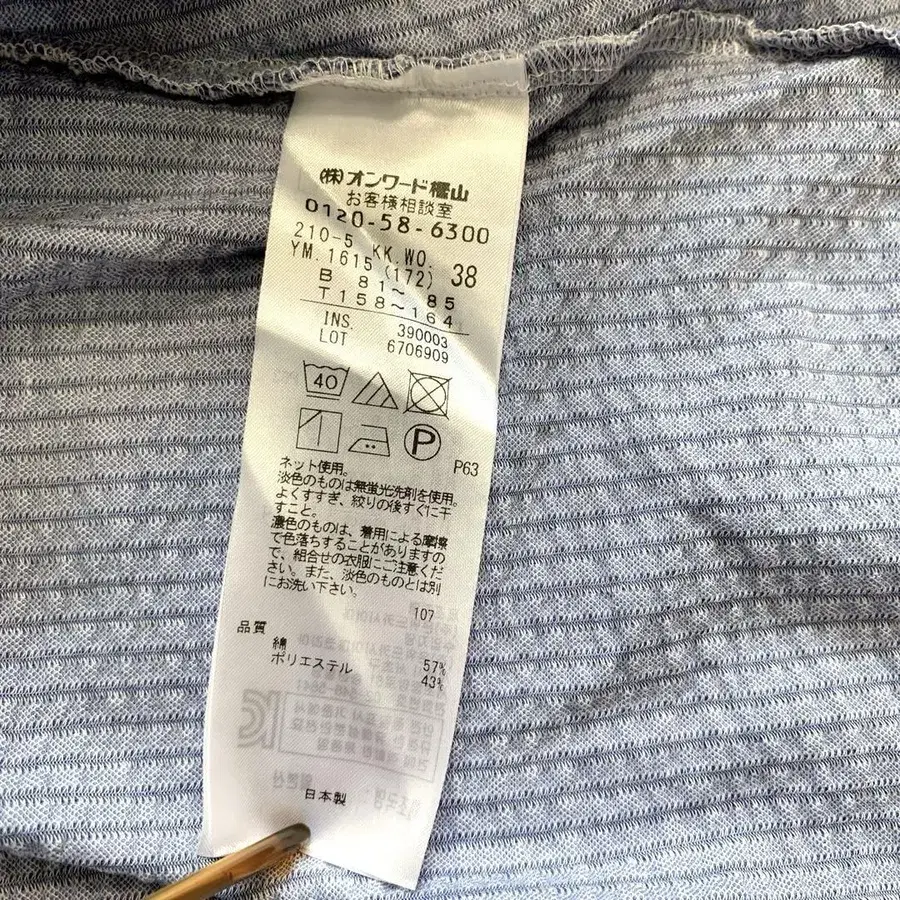 (株)オンワード樫山
お客様相談室
0120-58-6300
210-5 KK.WO.
YM.1615 (172) 38
B 81～ 85
T 158～164
INS. 390003
LOT 6706909
40
P
P63
ネット使用。
淡色のものは無蛍光洗剤を使用。
よくすすぎ、絞りの後すぐに干
すこと。
濃色のものは、着用による摩擦
で色落ちすることがありますの
で、組合せの衣服にご注意くだ
さい。また、淡色のものとは別
にお洗い下さい。
107
品質
綿 57%
ポリエステル 43%
日本製